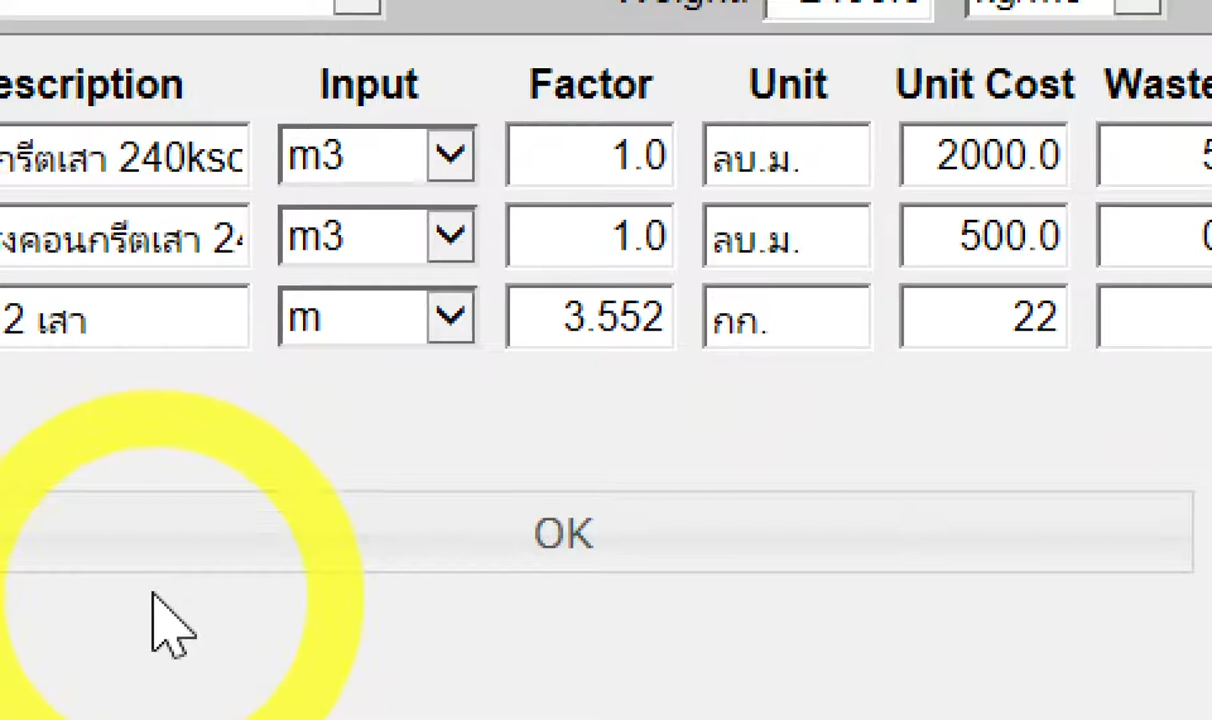 escription Input Factor Unit Unit Cost Waste
กรีตเสา 240ksc m3 1.0 ลบ.ม. 2000.0 5
งคอนกรีตเสา 24 m3 1.0 ลบ.ม. 500.0 0
2 เสา m 3.552 กก. 22
OK